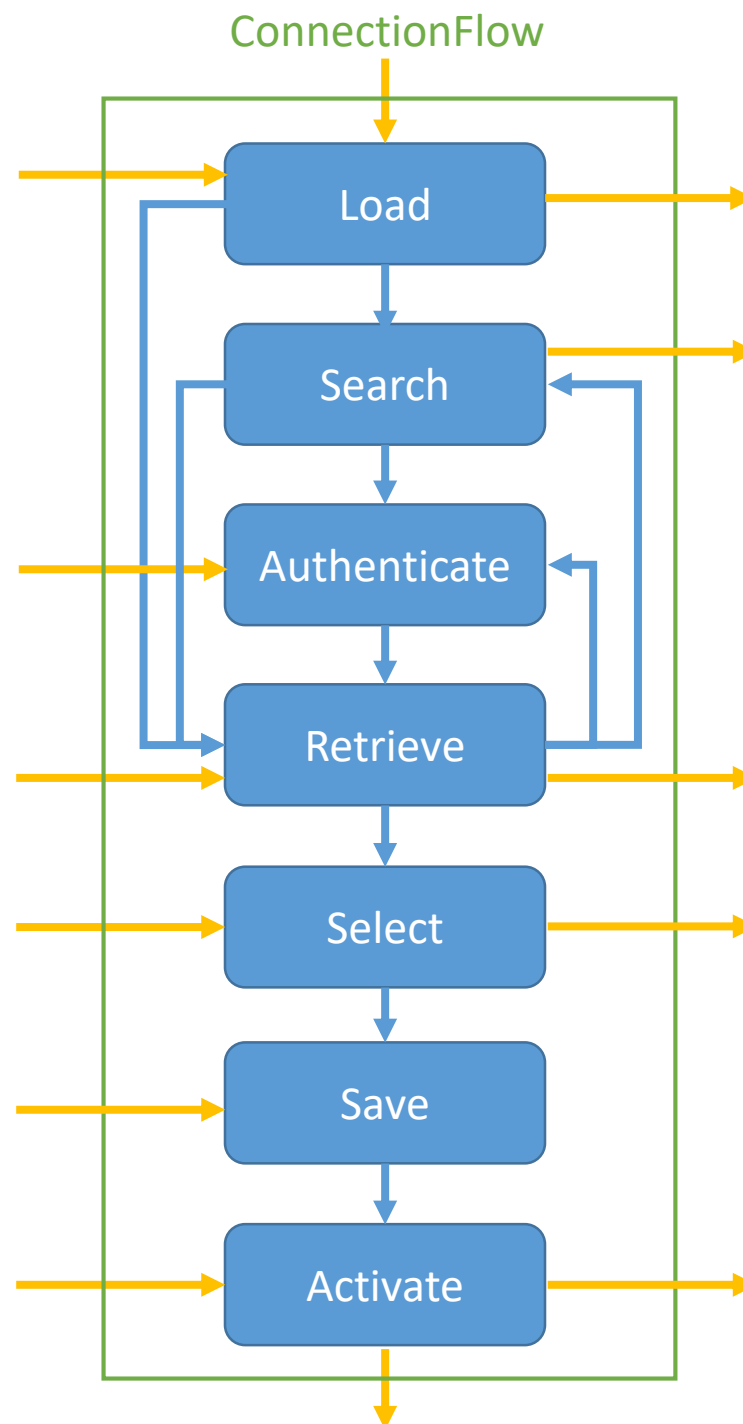 ConnectionFlow
Load
Search
Authenticate
Retrieve
Select
Save
Activate